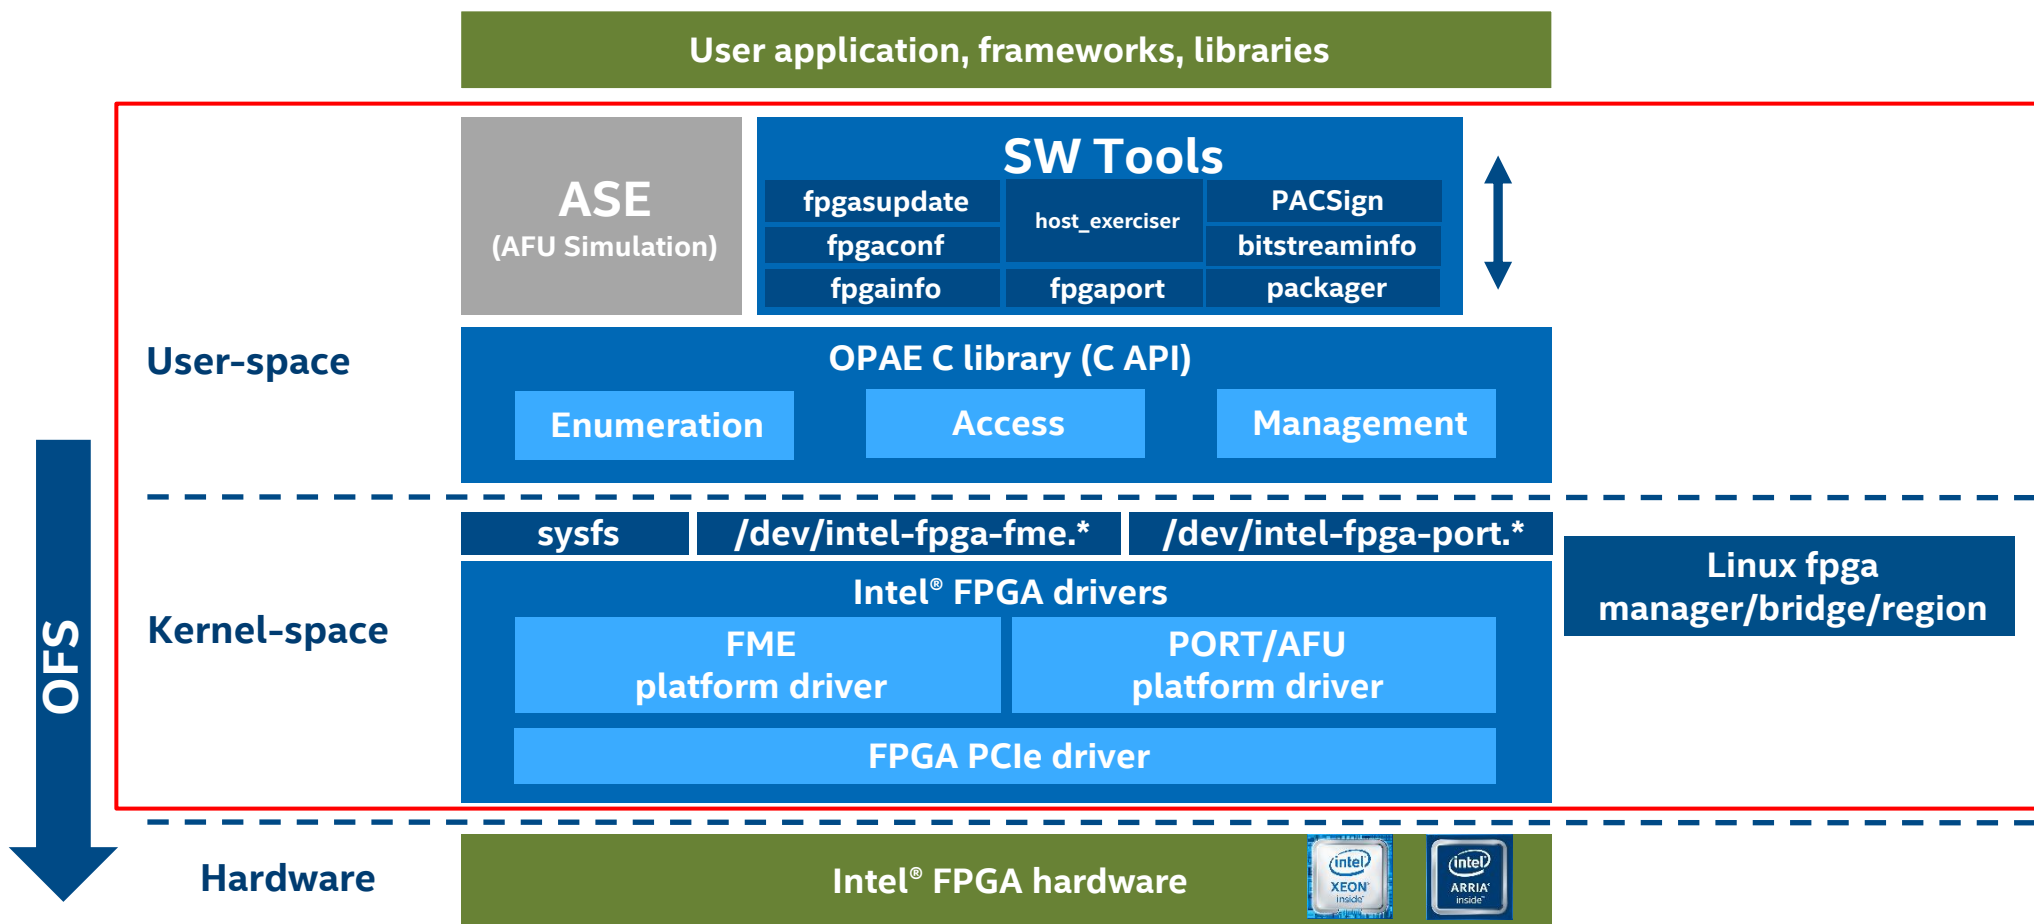 User application, frameworks, libraries
ASE
(AFU Simulation)
SW Tools
fpgasupdate
host_exerciser
PACSign
fpgaconf
bitstreaminfo
fpgainfo
fpgaport
packager
User-space
OPAE C library (C API)
Enumeration
Access
Management
sysfs
/dev/intel-fpga-fme.*
/dev/intel-fpga-port.*
Linux fpga
manager/bridge/region
Intel® FPGA drivers
Kernel-space
FME
platform driver
PORT/AFU
platform driver
FPGA PCIe driver
OFS
Hardware
Intel® FPGA hardware
intel
XEON®
inside™
intel
ARRIA®
inside™